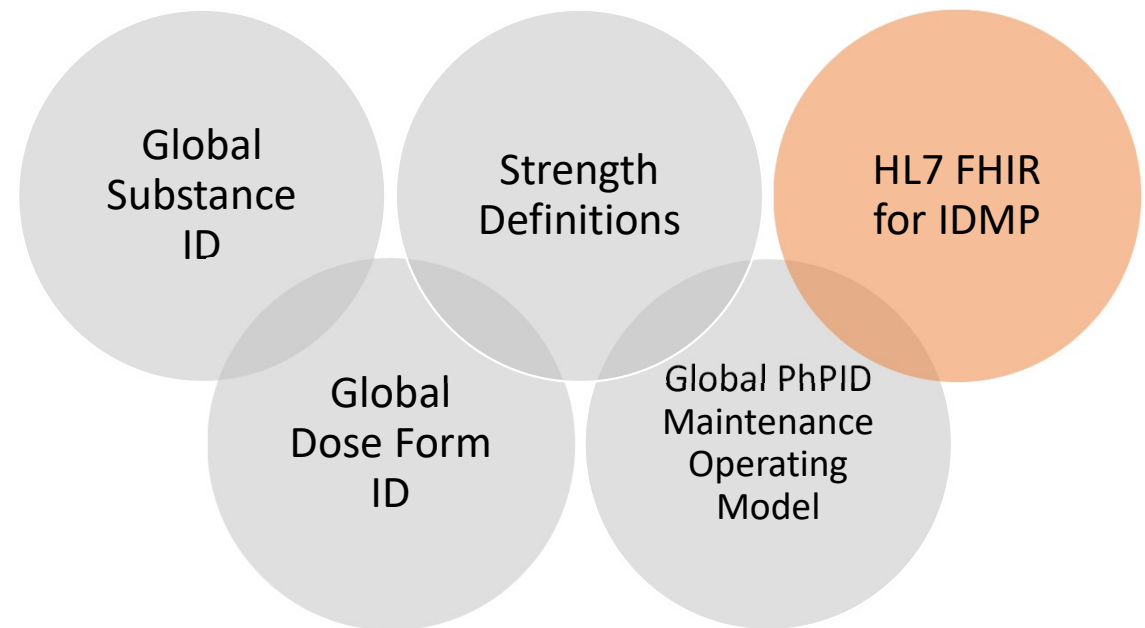 Global
Substance
ID
Strength
Definitions
HL7 FHIR
for IDMP
Global
Dose Form
ID
Global PhPID
Maintenance
Operating
Model